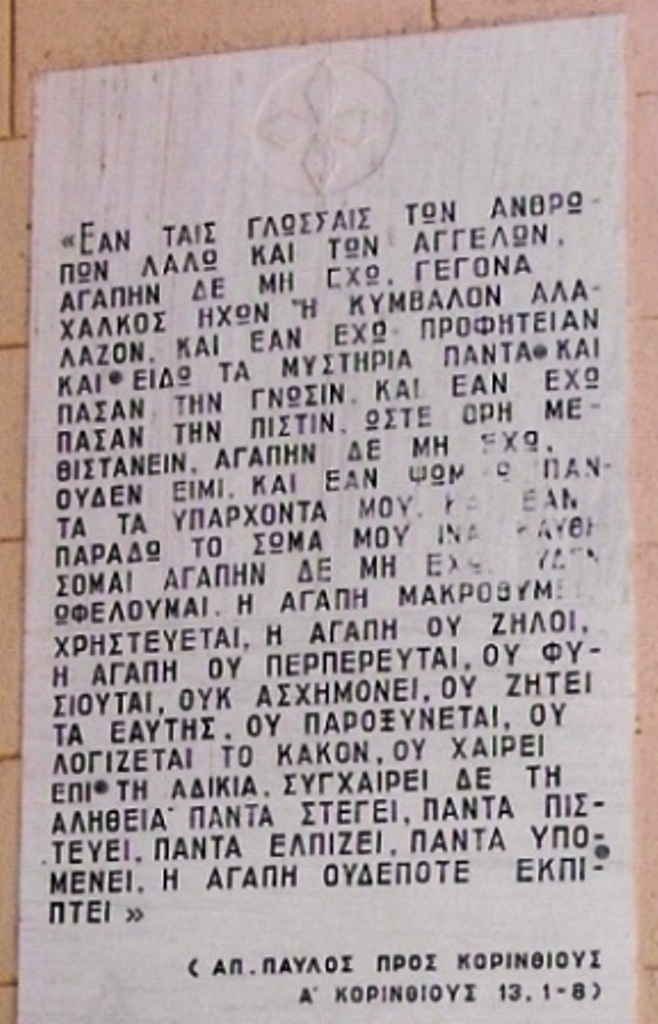 «ΕΑΝ ΤΑΙΣ ΓΛΩΣΣΑΙΣ ΤΩΝ ΑΝΘΡΩ-
ΠΩΝ ΛΑΛΩ ΚΑΙ ΤΩΝ ΑΓΓΕΛΩΝ,
ΑΓΑΠΗΝ ΔΕ ΜΗ ΕΧΩ, ΓΕΓΟΝΑ
ΧΑΛΚΟΣ ΗΧΩΝ Ή ΚΥΜΒΑΛΟΝ ΑΛΑ-
ΛΑΖΟΝ. ΚΑΙ ΕΑΝ ΕΧΩ ΠΡΟΦΗΤΕΙΑΝ
ΚΑΙ ΕΙΔΩ ΤΑ ΜΥΣΤΗΡΙΑ ΠΑΝΤΑ ΚΑΙ
ΠΑΣΑΝ ΤΗΝ ΓΝΩΣΙΝ, ΚΑΙ ΕΑΝ ΕΧΩ
ΠΑΣΑΝ ΤΗΝ ΠΙΣΤΙΝ, ΩΣΤΕ ΟΡΗ ΜΕ-
ΘΙΣΤΑΝΕΙΝ, ΑΓΑΠΗΝ ΔΕ ΜΗ ΕΧΩ,
ΟΥΔΕΝ ΕΙΜΙ. ΚΑΙ ΕΑΝ ΠΑΝ-
ΤΑ ΤΑ ΥΠΑΡΧΟΝΤΑ ΜΟΥ, ΕΑΝ
ΠΑΡΑΔΩ ΤΟ ΣΩΜΑ ΜΟΥ ΙΝΑ
ΣΟΜΑΙ ΑΓΑΠΗΝ ΔΕ ΜΗ
ΩΦΕΛΟΥΜΑΙ. Η ΑΓΑΠΗ
ΧΡΗΣΤΕΥΕΤΑΙ, Η ΑΓΑΠΗ ΟΥ ΖΗΛΟΙ,
Η ΑΓΑΠΗ ΟΥ ΠΕΡΠΕΡΕΥΤΑΙ, ΟΥ ΦΥ-
ΣΙΟΥΤΑΙ, ΟΥΚ ΑΣΧΗΜΟΝΕΙ, ΟΥ ΖΗΤΕΙ
ΤΑ ΕΑΥΤΗΣ, ΟΥ ΠΑΡΟΞΥΝΕΤΑΙ, ΟΥ
ΛΟΓΙΖΕΤΑΙ ΤΟ ΚΑΚΟΝ, ΟΥ ΧΑΙΡΕΙ
ΕΠΙ ΤΗ ΑΔΙΚΙΑ, ΣΥΓΧΑΙΡΕΙ ΔΕ ΤΗ
ΑΛΗΘΕΙΑ· ΠΑΝΤΑ ΣΤΕΓΕΙ, ΠΑΝΤΑ ΠΙΣ-
ΤΕΥΕΙ, ΠΑΝΤΑ ΕΛΠΙΖΕΙ, ΠΑΝΤΑ ΥΠΟ-
ΜΕΝΕΙ. Η ΑΓΑΠΗ ΟΥΔΕΠΟΤΕ ΕΚΠΙ-
ΠΤΕΙ»
(ΑΠ. ΠΑΥΛΟΣ ΠΡΟΣ ΚΟΡΙΝΘΙΟΥΣ
Α' ΚΟΡΙΝΘΙΟΥΣ 13. 1-8)